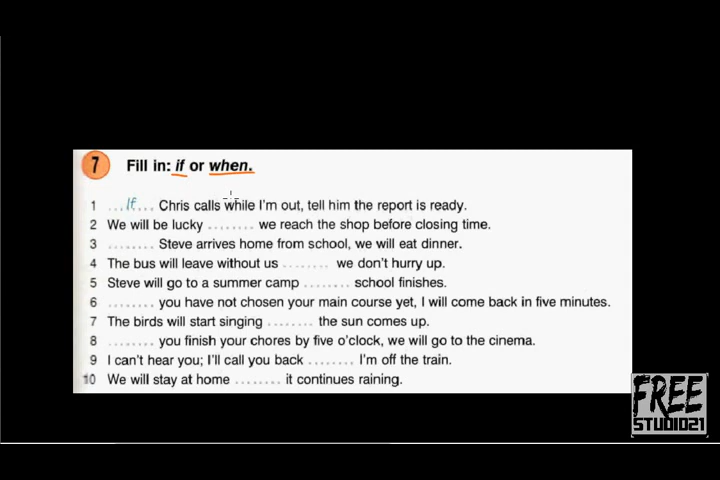 7 Fill in: if or when.
1 ...If... Chris calls while I'm out, tell him the report is ready.
2 We will be lucky ........ we reach the shop before closing time.
3 ........ Steve arrives home from school, we will eat dinner.
4 The bus will leave without us ........ we don't hurry up.
5 Steve will go to a summer camp ........ school finishes.
6 ........ you have not chosen your main course yet, I will come back in five minutes.
7 The birds will start singing ........ the sun comes up.
8 ........ you finish your chores by five o'clock, we will go to the cinema.
9 I can't hear you; I'll call you back ........ I'm off the train.
10 We will stay at home ........ it continues raining.
FREE
STUDIO21